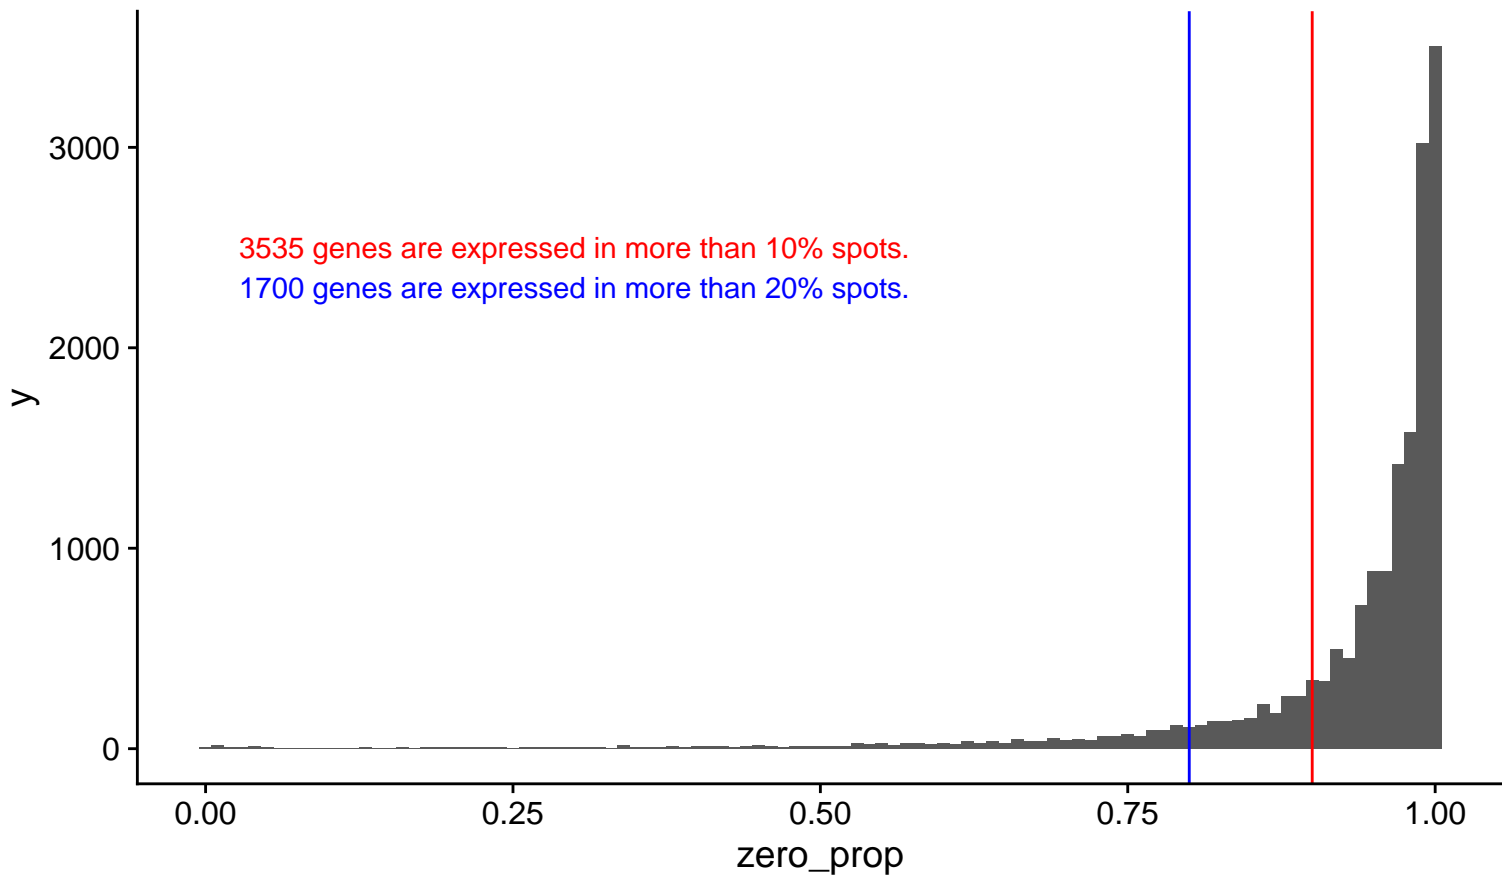 3000
2000
1000
0
y
3535 genes are expressed in more than 10% spots.
1700 genes are expressed in more than 20% spots.
0.00 0.25 0.50 0.75 1.00
zero_prop